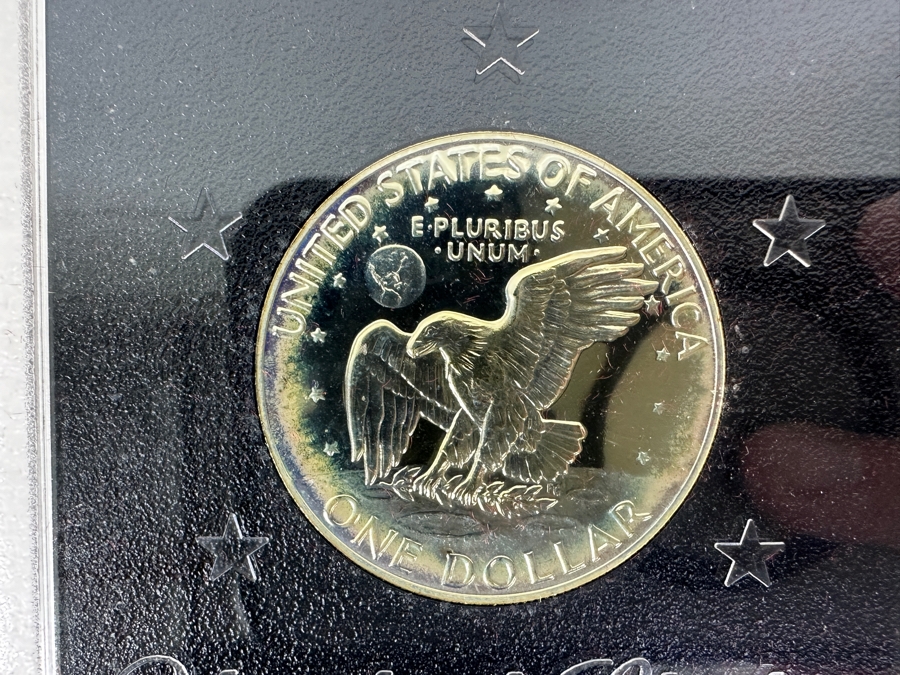 UNITED STATES OF AMERICA
E·PLURIBUS
·UNUM·
ONE DOLLAR